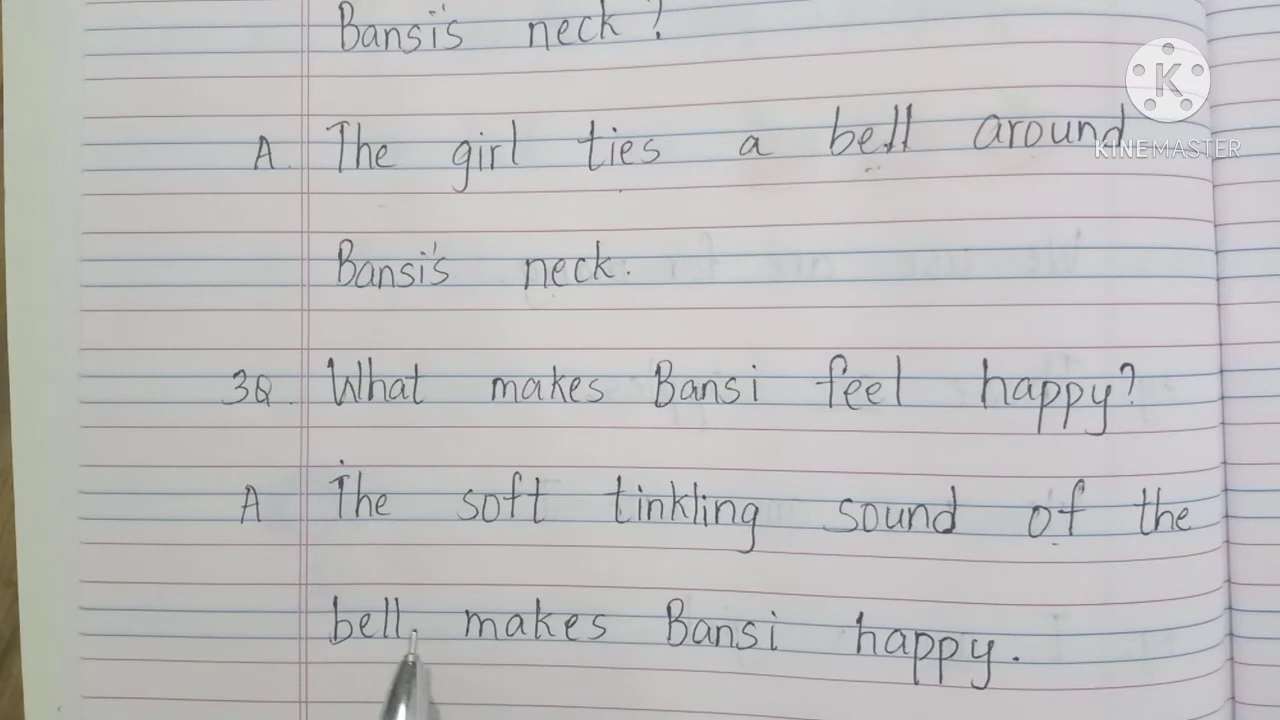 Bansi's neck?
A. The girl ties a bell around
Bansi's neck.
3Q. What makes Bansi feel happy?
A The soft tinkling sound of the
bell makes Bansi happy.
K
KINEMASTER